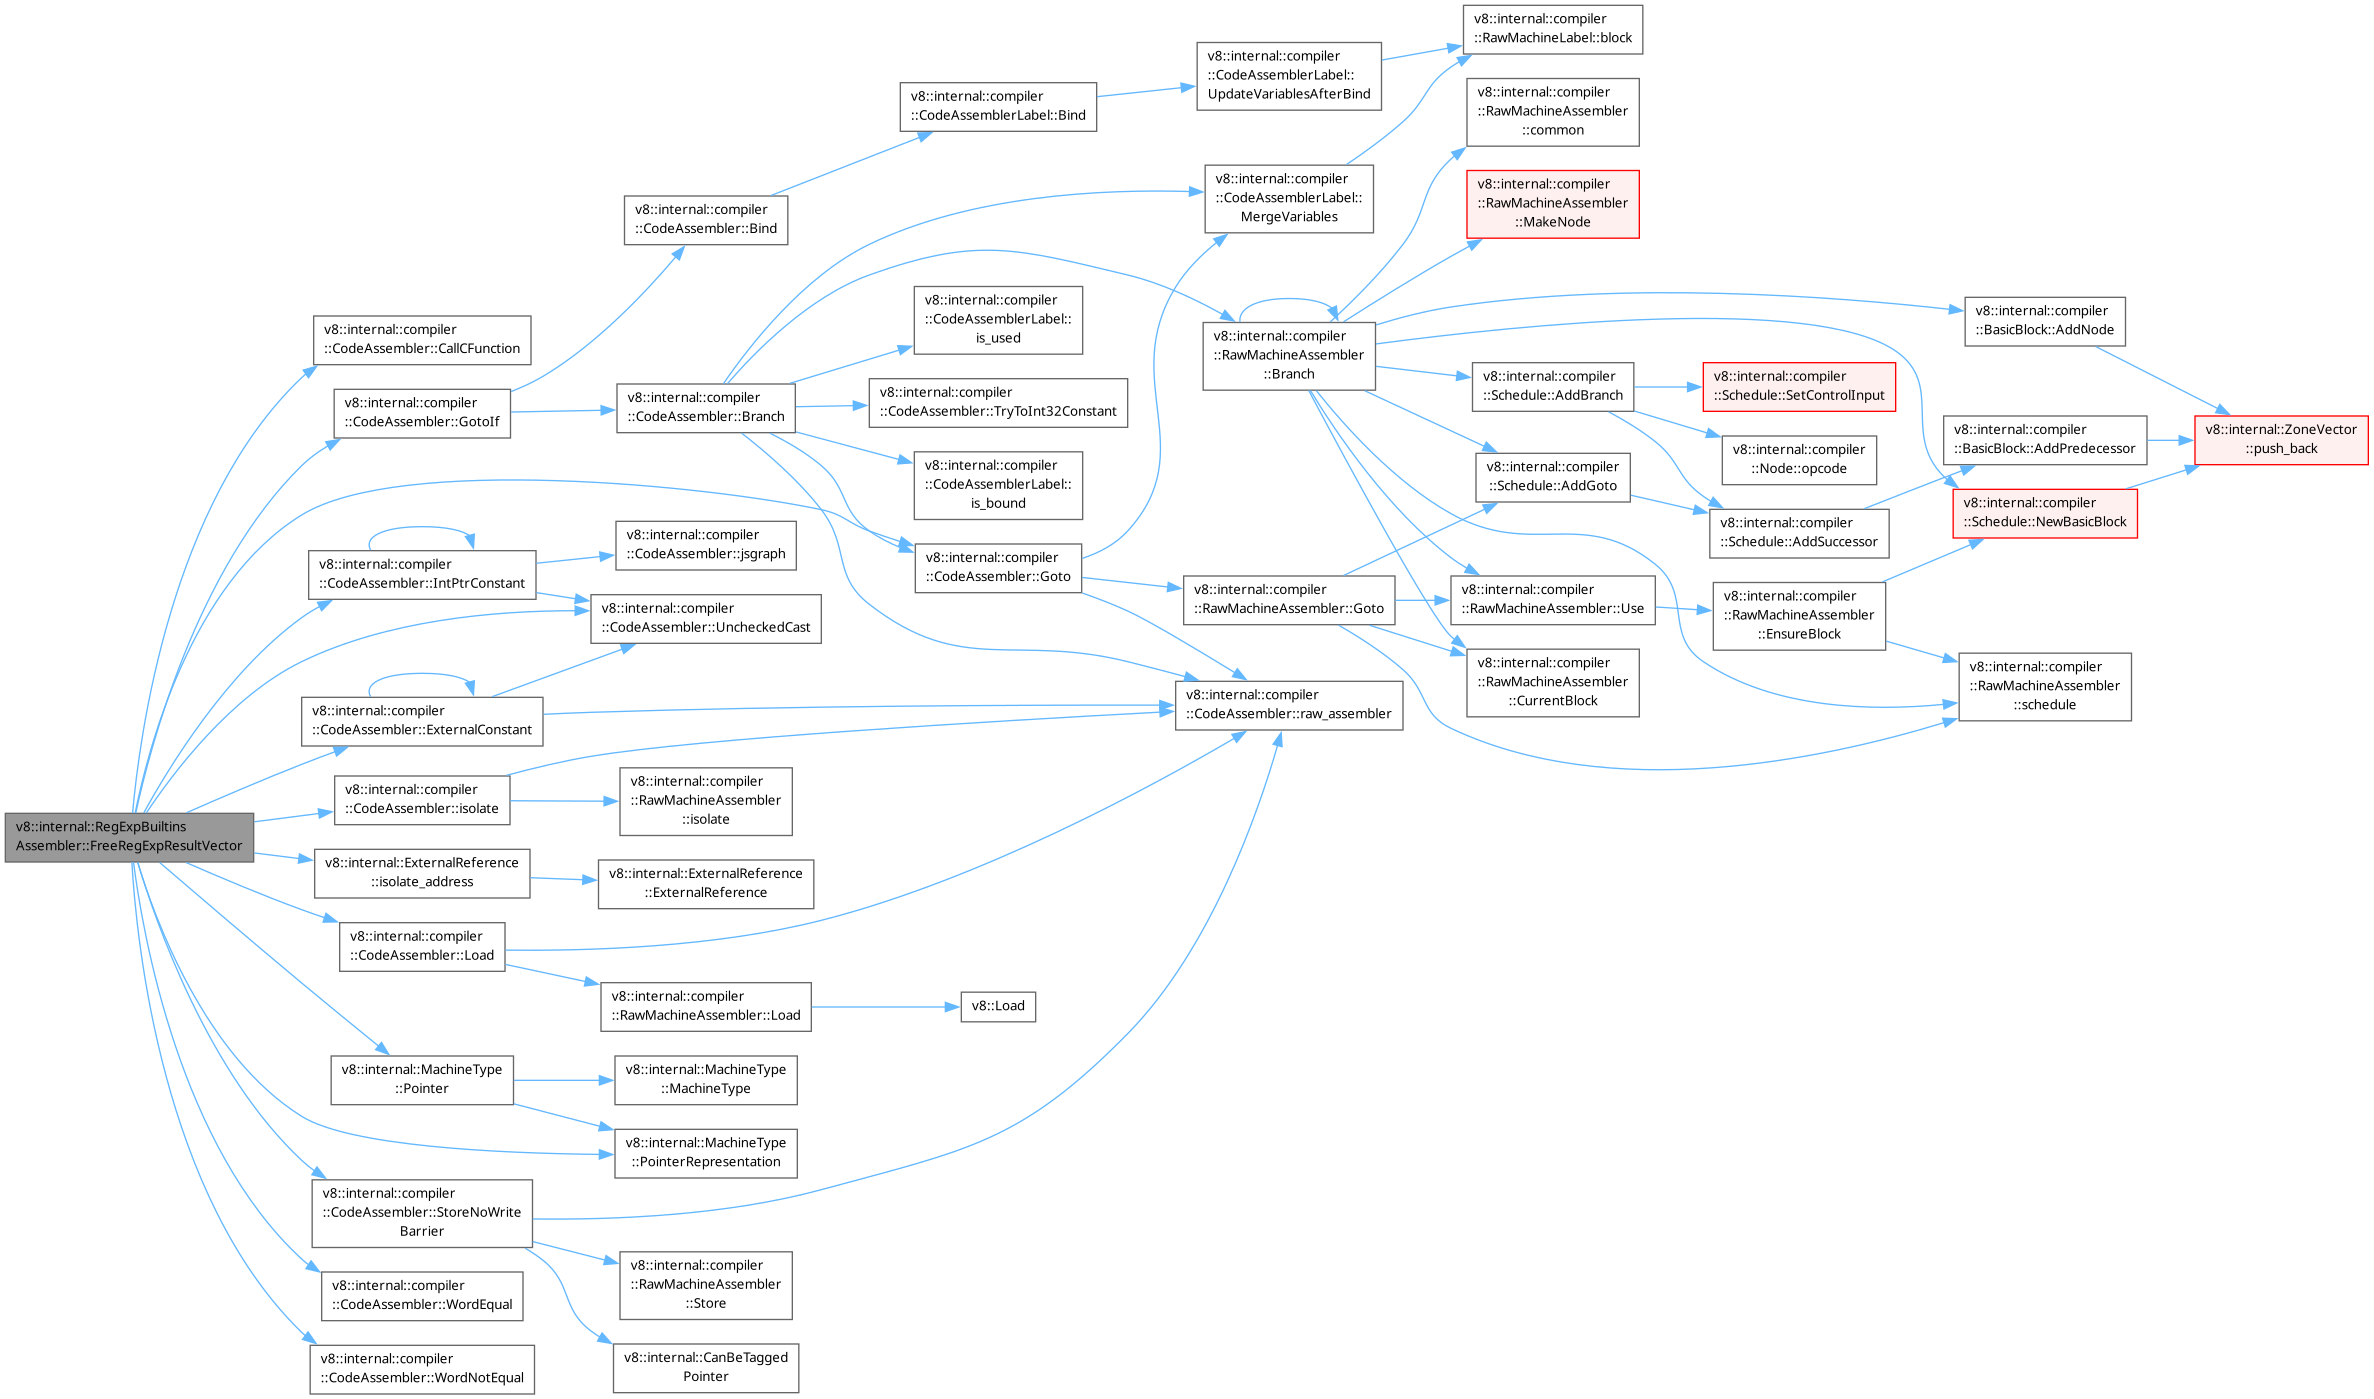 v8::internal::RegExpBuiltins
Assembler::FreeRegExpResultVector
v8::internal::compiler
::CodeAssembler::CallCFunction
v8::internal::compiler
::CodeAssembler::GotoIf
v8::internal::compiler
::CodeAssembler::IntPtrConstant
v8::internal::compiler
::CodeAssembler::ExternalConstant
v8::internal::compiler
::CodeAssembler::isolate
v8::internal::ExternalReference
::isolate_address
v8::internal::compiler
::CodeAssembler::Load
v8::internal::MachineType
::Pointer
v8::internal::compiler
::CodeAssembler::StoreNoWrite
Barrier
v8::internal::compiler
::CodeAssembler::WordEqual
v8::internal::compiler
::CodeAssembler::WordNotEqual
v8::internal::compiler
::CodeAssembler::Bind
v8::internal::compiler
::CodeAssembler::Branch
v8::internal::compiler
::CodeAssembler::jsgraph
v8::internal::compiler
::CodeAssembler::UncheckedCast
v8::internal::compiler
::RawMachineAssembler
::isolate
v8::internal::ExternalReference
::ExternalReference
v8::internal::compiler
::RawMachineAssembler::Load
v8::internal::MachineType
::MachineType
v8::internal::MachineType
::PointerRepresentation
v8::internal::compiler
::RawMachineAssembler
::Store
v8::internal::CanBeTagged
Pointer
v8::internal::compiler
::CodeAssemblerLabel::Bind
v8::internal::compiler
::CodeAssemblerLabel::
is_used
v8::internal::compiler
::CodeAssembler::TryToInt32Constant
v8::internal::compiler
::CodeAssemblerLabel::
is_bound
v8::internal::compiler
::CodeAssembler::Goto
v8::Load
v8::internal::compiler
::CodeAssemblerLabel::
UpdateVariablesAfterBind
v8::internal::compiler
::CodeAssemblerLabel::
MergeVariables
v8::internal::compiler
::RawMachineAssembler
::Branch
v8::internal::compiler
::RawMachineAssembler::Goto
v8::internal::compiler
::CodeAssembler::raw_assembler
v8::internal::compiler
::RawMachineLabel::block
v8::internal::compiler
::RawMachineAssembler
::common
v8::internal::compiler
::RawMachineAssembler
::MakeNode
v8::internal::compiler
::Schedule::AddBranch
v8::internal::compiler
::Schedule::AddGoto
v8::internal::compiler
::RawMachineAssembler::Use
v8::internal::compiler
::RawMachineAssembler
::CurrentBlock
v8::internal::compiler
::Schedule::SetControlInput
v8::internal::compiler
::Node::opcode
v8::internal::compiler
::Schedule::AddSuccessor
v8::internal::compiler
::RawMachineAssembler
::EnsureBlock
v8::internal::compiler
::BasicBlock::AddNode
v8::internal::compiler
::BasicBlock::AddPredecessor
v8::internal::compiler
::Schedule::NewBasicBlock
v8::internal::compiler
::RawMachineAssembler
::schedule
v8::internal::ZoneVector
::push_back